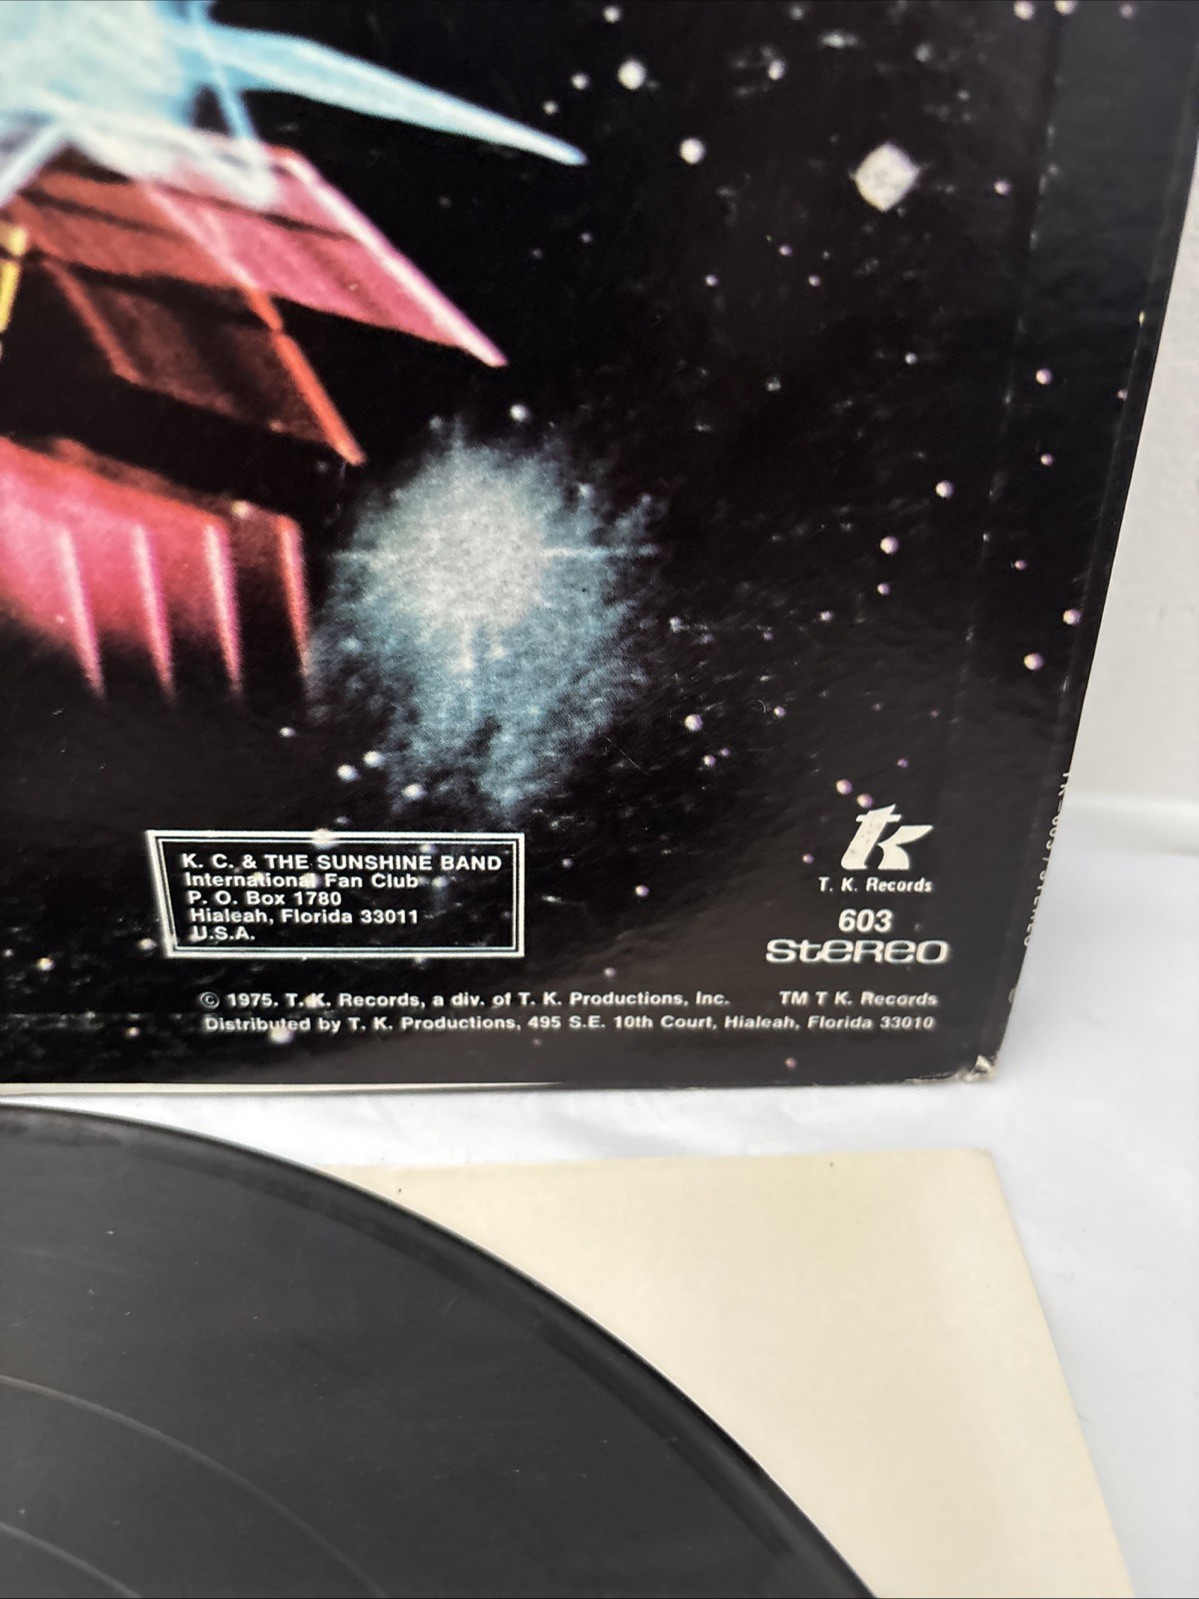 K. C. & THE SUNSHINE BAND
International Fan Club
P. O. Box 1780
Hialeah, Florida 33011
U.S.A.
tk
T. K. Records
603
STEREO
© 1975. T. K. Records, a div. of T. K. Productions, Inc. TM T K. Records
Distributed by T. K. Productions, 495 S.E. 10th Court, Hialeah, Florida 33010